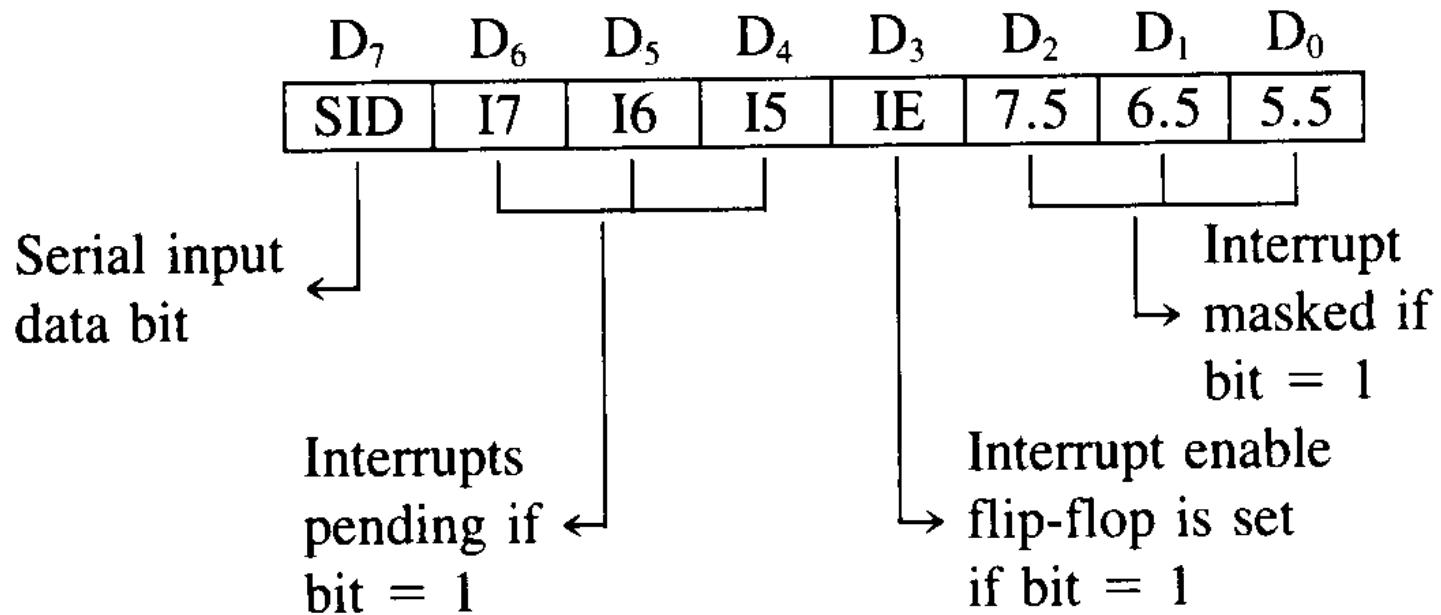 D₇ D₆ D₅ D₄ D₃ D₂ D₁ D₀
SID I7 I6 I5 IE 7.5 6.5 5.5
Serial input
data bit
Interrupts
pending if
bit = 1
Interrupt enable
flip-flop is set
if bit = 1
Interrupt
masked if
bit = 1